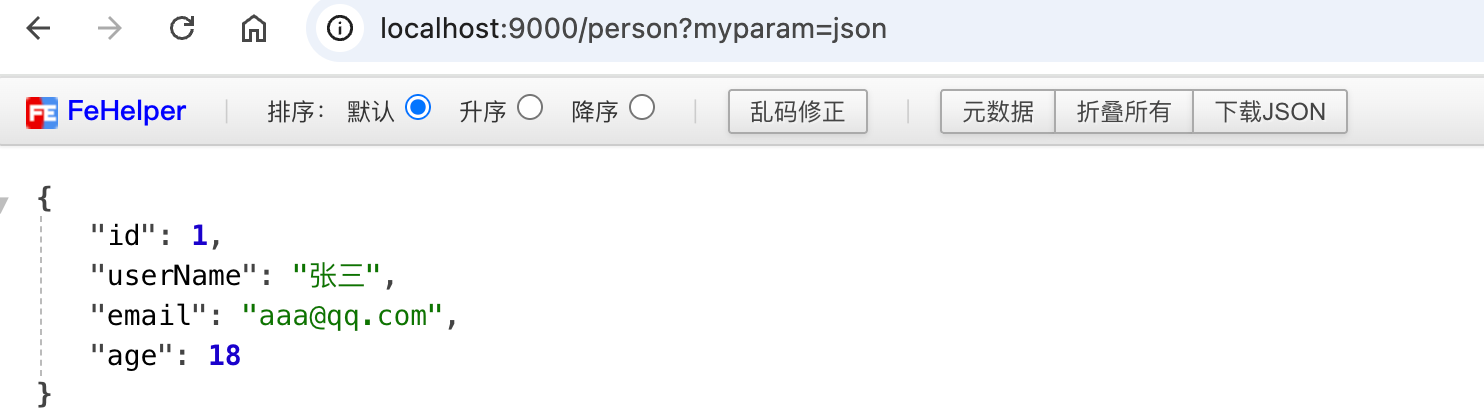 localhost:9000/person?myparam=json
FE FeHelper 排序： 默认 升序 降序 乱码修正 元数据 折叠所有 下载JSON
{
"id": 1,
"userName": "张三",
"email": "aaa@qq.com",
"age": 18
}